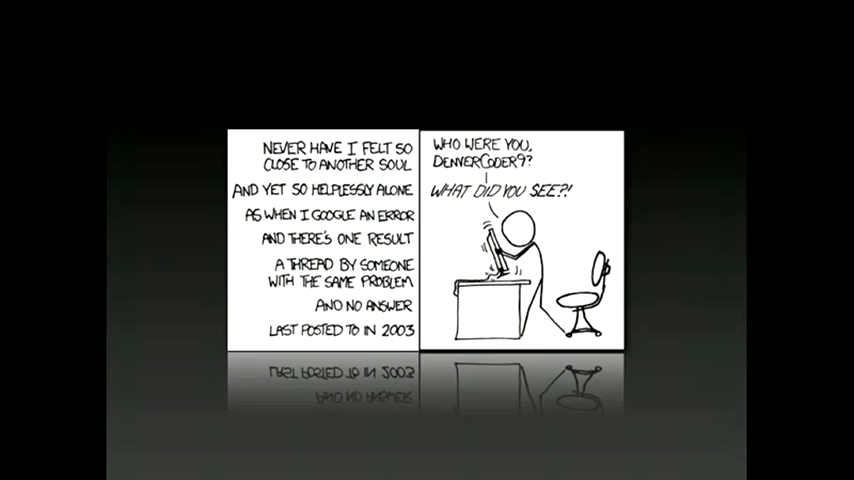 NEVER HAVE I FELT SO
CLOSE TO ANOTHER SOUL
AND YET SO HELPLESSLY ALONE
AS WHEN I GOOGLE AN ERROR
AND THERE'S ONE RESULT
A THREAD BY SOMEONE
WITH THE SAME PROBLEM
AND NO ANSWER
LAST POSTED TO IN 2003
WHO WERE YOU,
DENVERCODER9?
WHAT DID YOU SEE?!